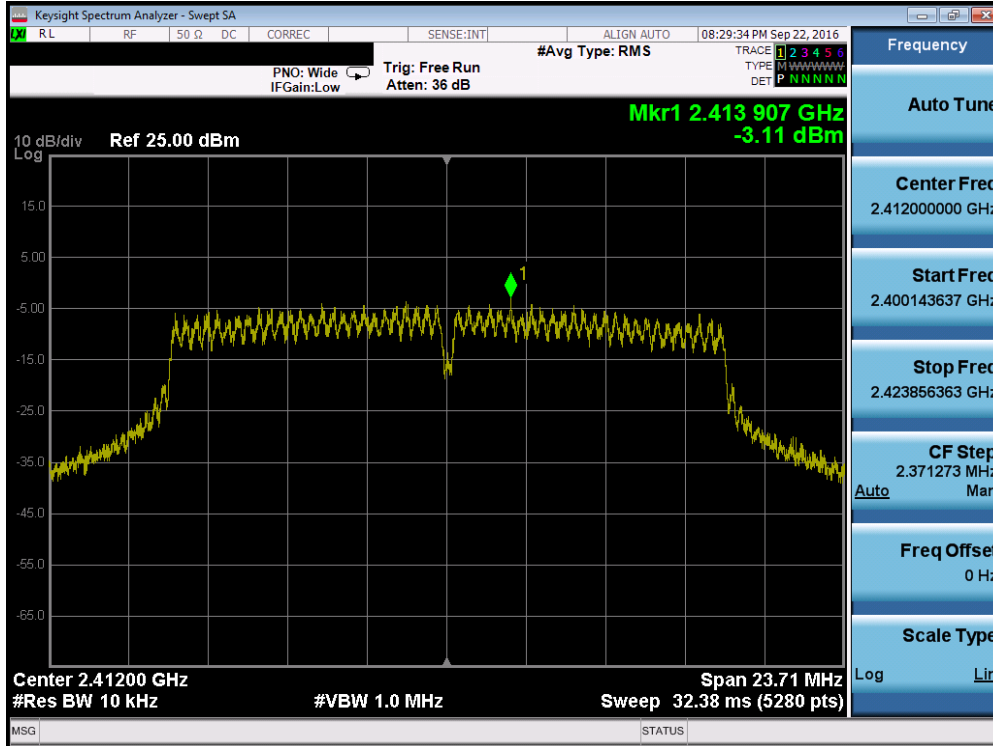 Keysight Spectrum Analyzer - Swept SA
LXI RL RF 50 Ω DC CORREC SENSE:INT ALIGN AUTO 08:29:34 PM Sep 22, 2016
#Avg Type: RMS
TRACE 1 2 3 4 5 6
TYPE M WWWWW
DET P N N N N N
PNO: Wide
IFGain:Low
Trig: Free Run
Atten: 36 dB
Mkr1 2.413 907 GHz
-3.11 dBm
10 dB/div Ref 25.00 dBm
Log
15.0
5.00
-5.00
-15.0
-25.0
-35.0
-45.0
-55.0
-65.0
1
Center 2.41200 GHz Span 23.71 MHz
#Res BW 10 kHz #VBW 1.0 MHz Sweep 32.38 ms (5280 pts)
MSG STATUS
Frequency
Auto Tune
Center Freq
2.412000000 GHz
Start Freq
2.400143637 GHz
Stop Freq
2.423856363 GHz
CF Step
2.371273 MHz
Auto Man
Freq Offset
0 Hz
Scale Type
Log Lin